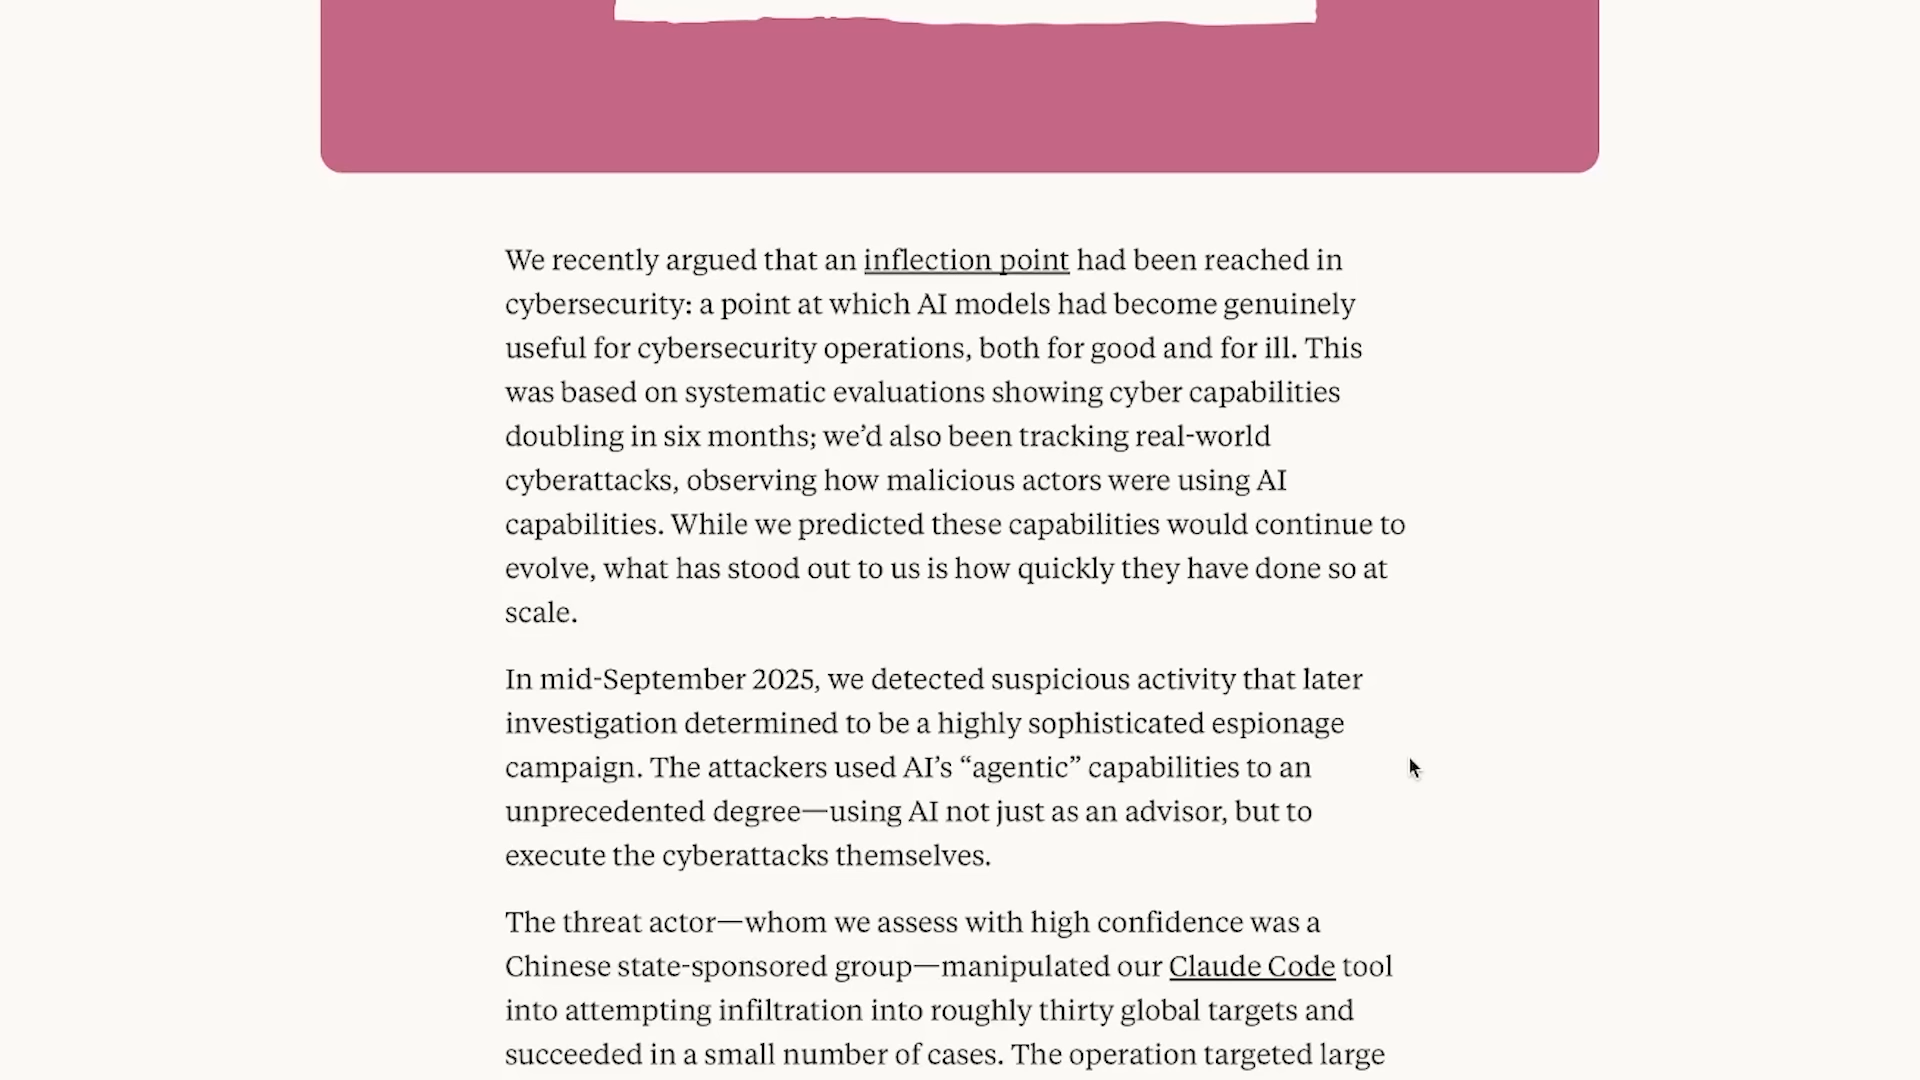 We recently argued that an inflection point had been reached in
cybersecurity: a point at which AI models had become genuinely
useful for cybersecurity operations, both for good and for ill. This
was based on systematic evaluations showing cyber capabilities
doubling in six months; we’d also been tracking real-world
cyberattacks, observing how malicious actors were using AI
capabilities. While we predicted these capabilities would continue to
evolve, what has stood out to us is how quickly they have done so at
scale.
In mid-September 2025, we detected suspicious activity that later
investigation determined to be a highly sophisticated espionage
campaign. The attackers used AI’s “agentic” capabilities to an
unprecedented degree—using AI not just as an advisor, but to
execute the cyberattacks themselves.
The threat actor—whom we assess with high confidence was a
Chinese state-sponsored group—manipulated our Claude Code tool
into attempting infiltration into roughly thirty global targets and
succeeded in a small number of cases. The operation targeted large